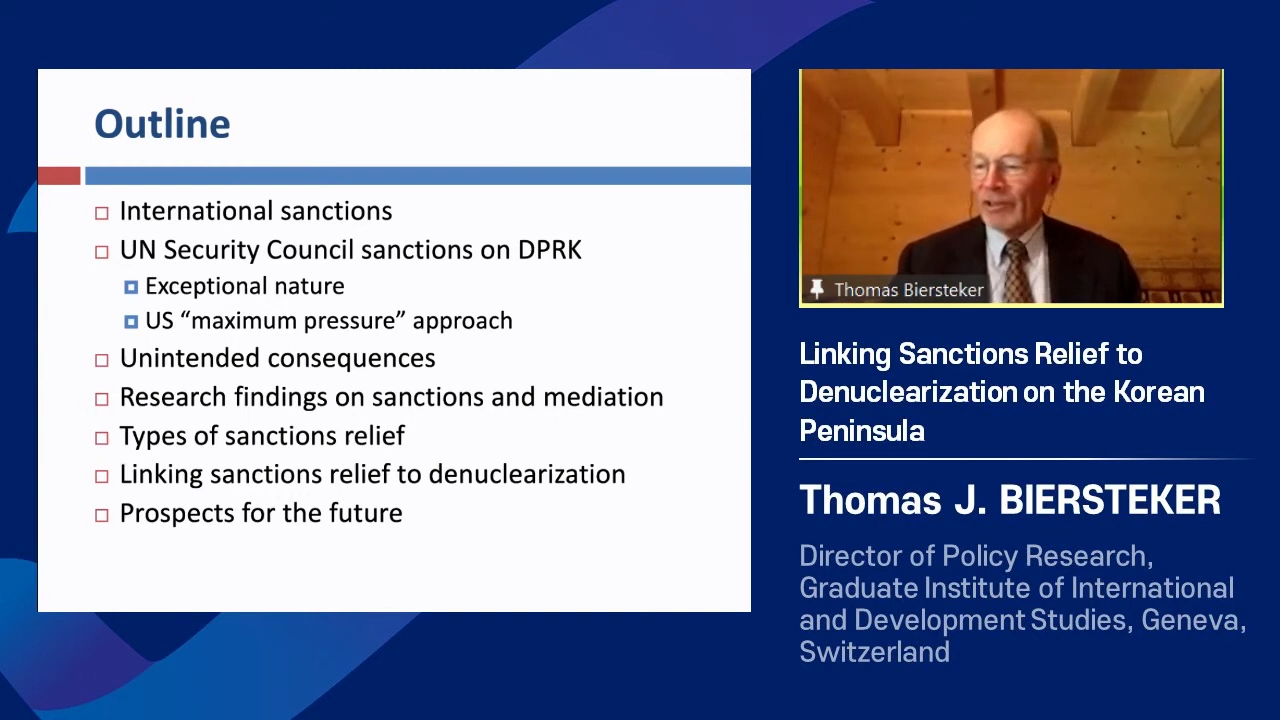 Outline
International sanctions
UN Security Council sanctions on DPRK
Exceptional nature
US “maximum pressure” approach
Unintended consequences
Research findings on sanctions and mediation
Types of sanctions relief
Linking sanctions relief to denuclearization
Prospects for the future
Thomas Biersteker
Linking Sanctions Relief to
Denuclearization on the Korean
Peninsula
Thomas J. BIERSTEKER
Director of Policy Research,
Graduate Institute of International
and Development Studies, Geneva,
Switzerland